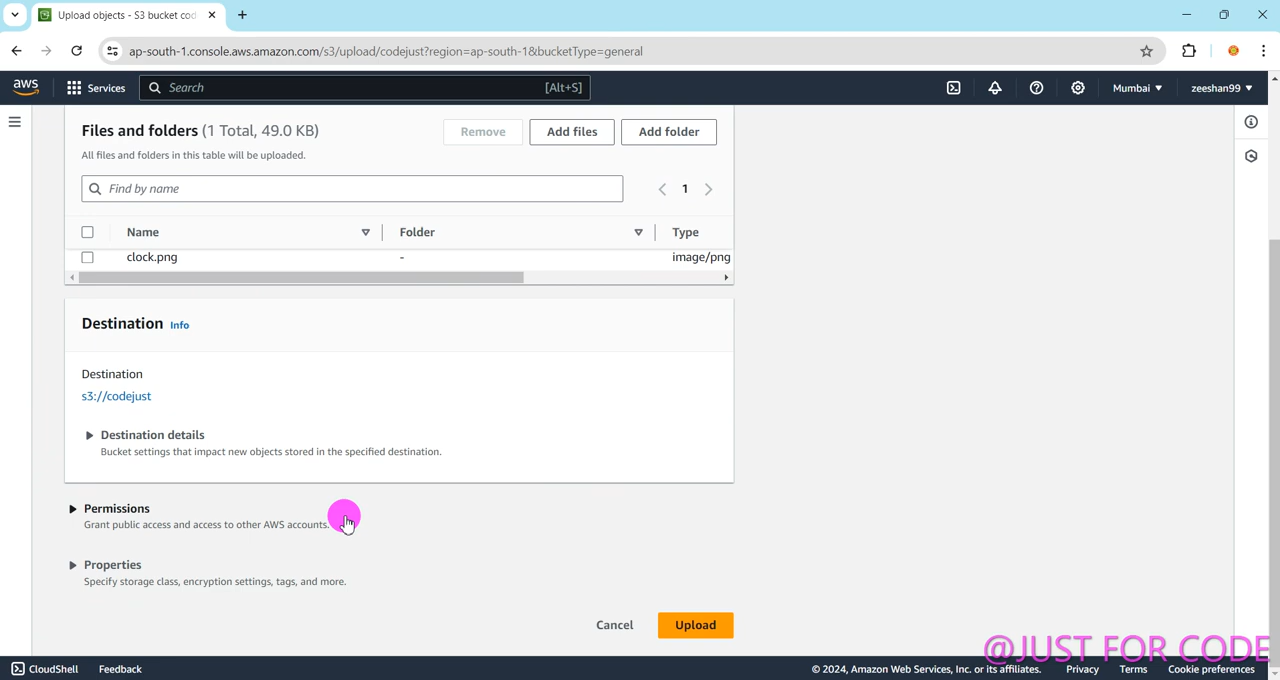 Upload objects - S3 bucket cod
ap-south-1.console.aws.amazon.com/s3/upload/codejust?region=ap-south-1&bucketType=general
aws Services Search [Alt+S] Mumbai zeeshan99
Files and folders (1 Total, 49.0 KB) Remove Add files Add folder
All files and folders in this table will be uploaded.
Find by name 1
Name Folder Type
clock.png - image/png
Destination Info
Destination
s3://codejust
Destination details
Bucket settings that impact new objects stored in the specified destination.
Permissions
Grant public access and access to other AWS accounts.
Properties
Specify storage class, encryption settings, tags, and more.
Cancel Upload
@JUST FOR CODE
CloudShell Feedback © 2024, Amazon Web Services, Inc. or its affiliates. Privacy Terms Cookie preferences